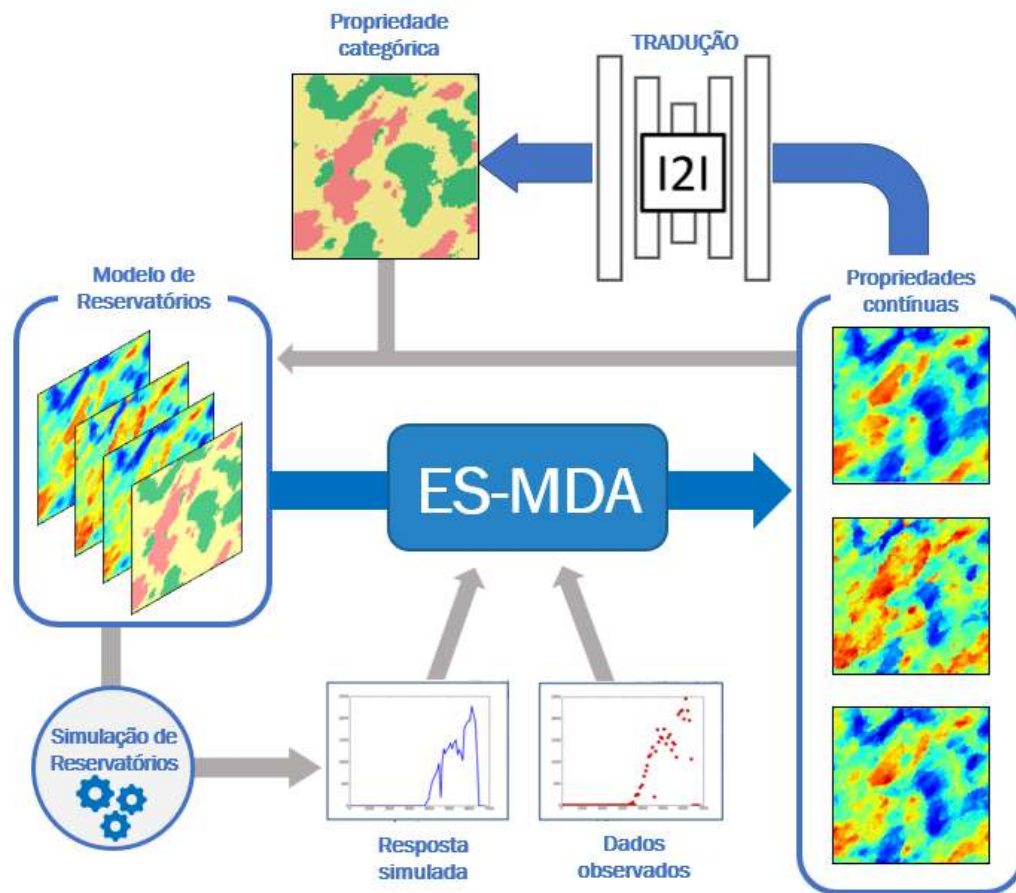 Propriedade
categórica
TRADUÇÃO
I2I
Modelo de
Reservatórios
Propriedades
contínuas
ES-MDA
Simulação de
Reservatórios
Resposta
simulada
Dados
observados